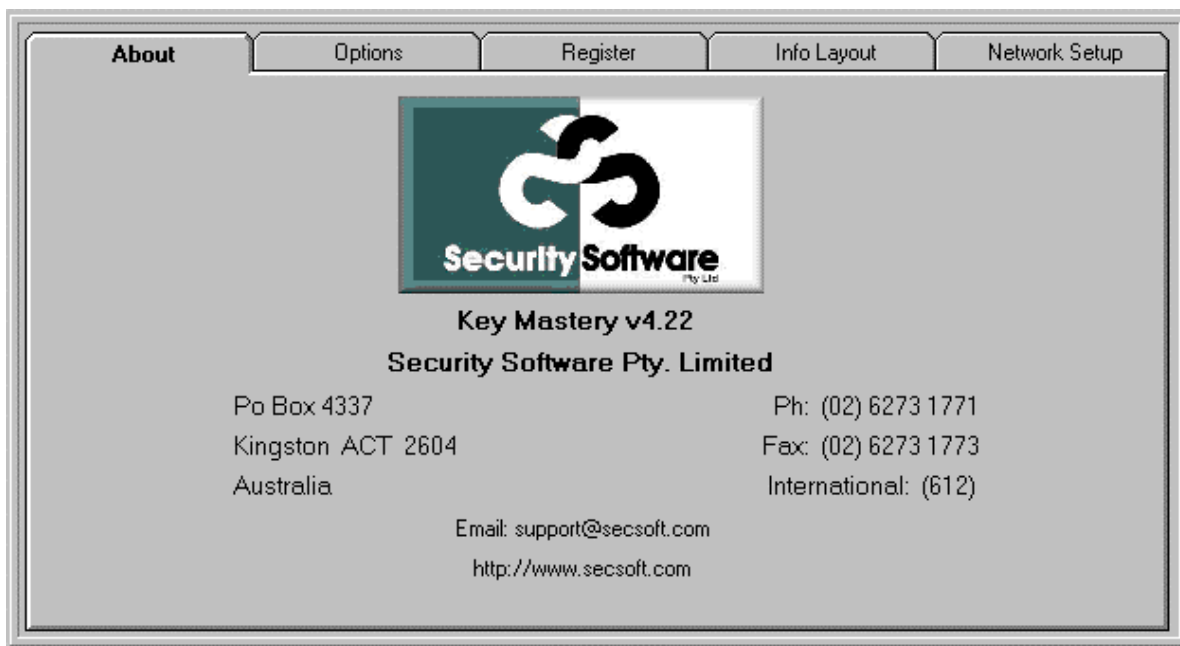 About Options Register Info Layout Network Setup
Security Software
Pty Ltd
Key Mastery v4.22
Security Software Pty. Limited
Po Box 4337 Ph: (02) 6273 1771
Kingston ACT 2604 Fax: (02) 6273 1773
Australia International: (612)
Email: support@secsoft.com
http://www.secsoft.com